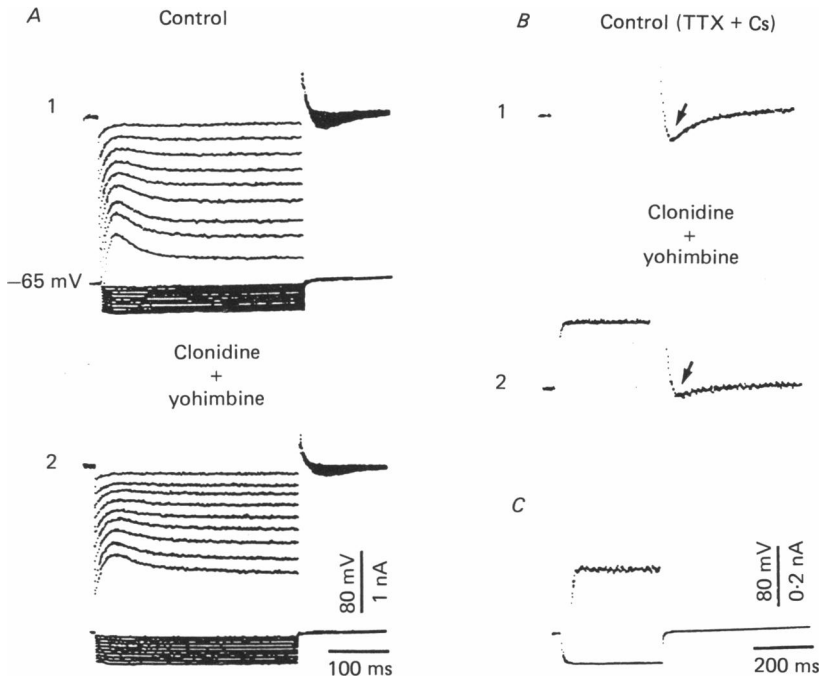 A
Control
1
−65 mV
Clonidine
+
yohimbine
2
80 mV
1 nA
100 ms
B
Control (TTX + Cs)
1
Clonidine
+
yohimbine
2
C
80 mV
0·2 nA
200 ms